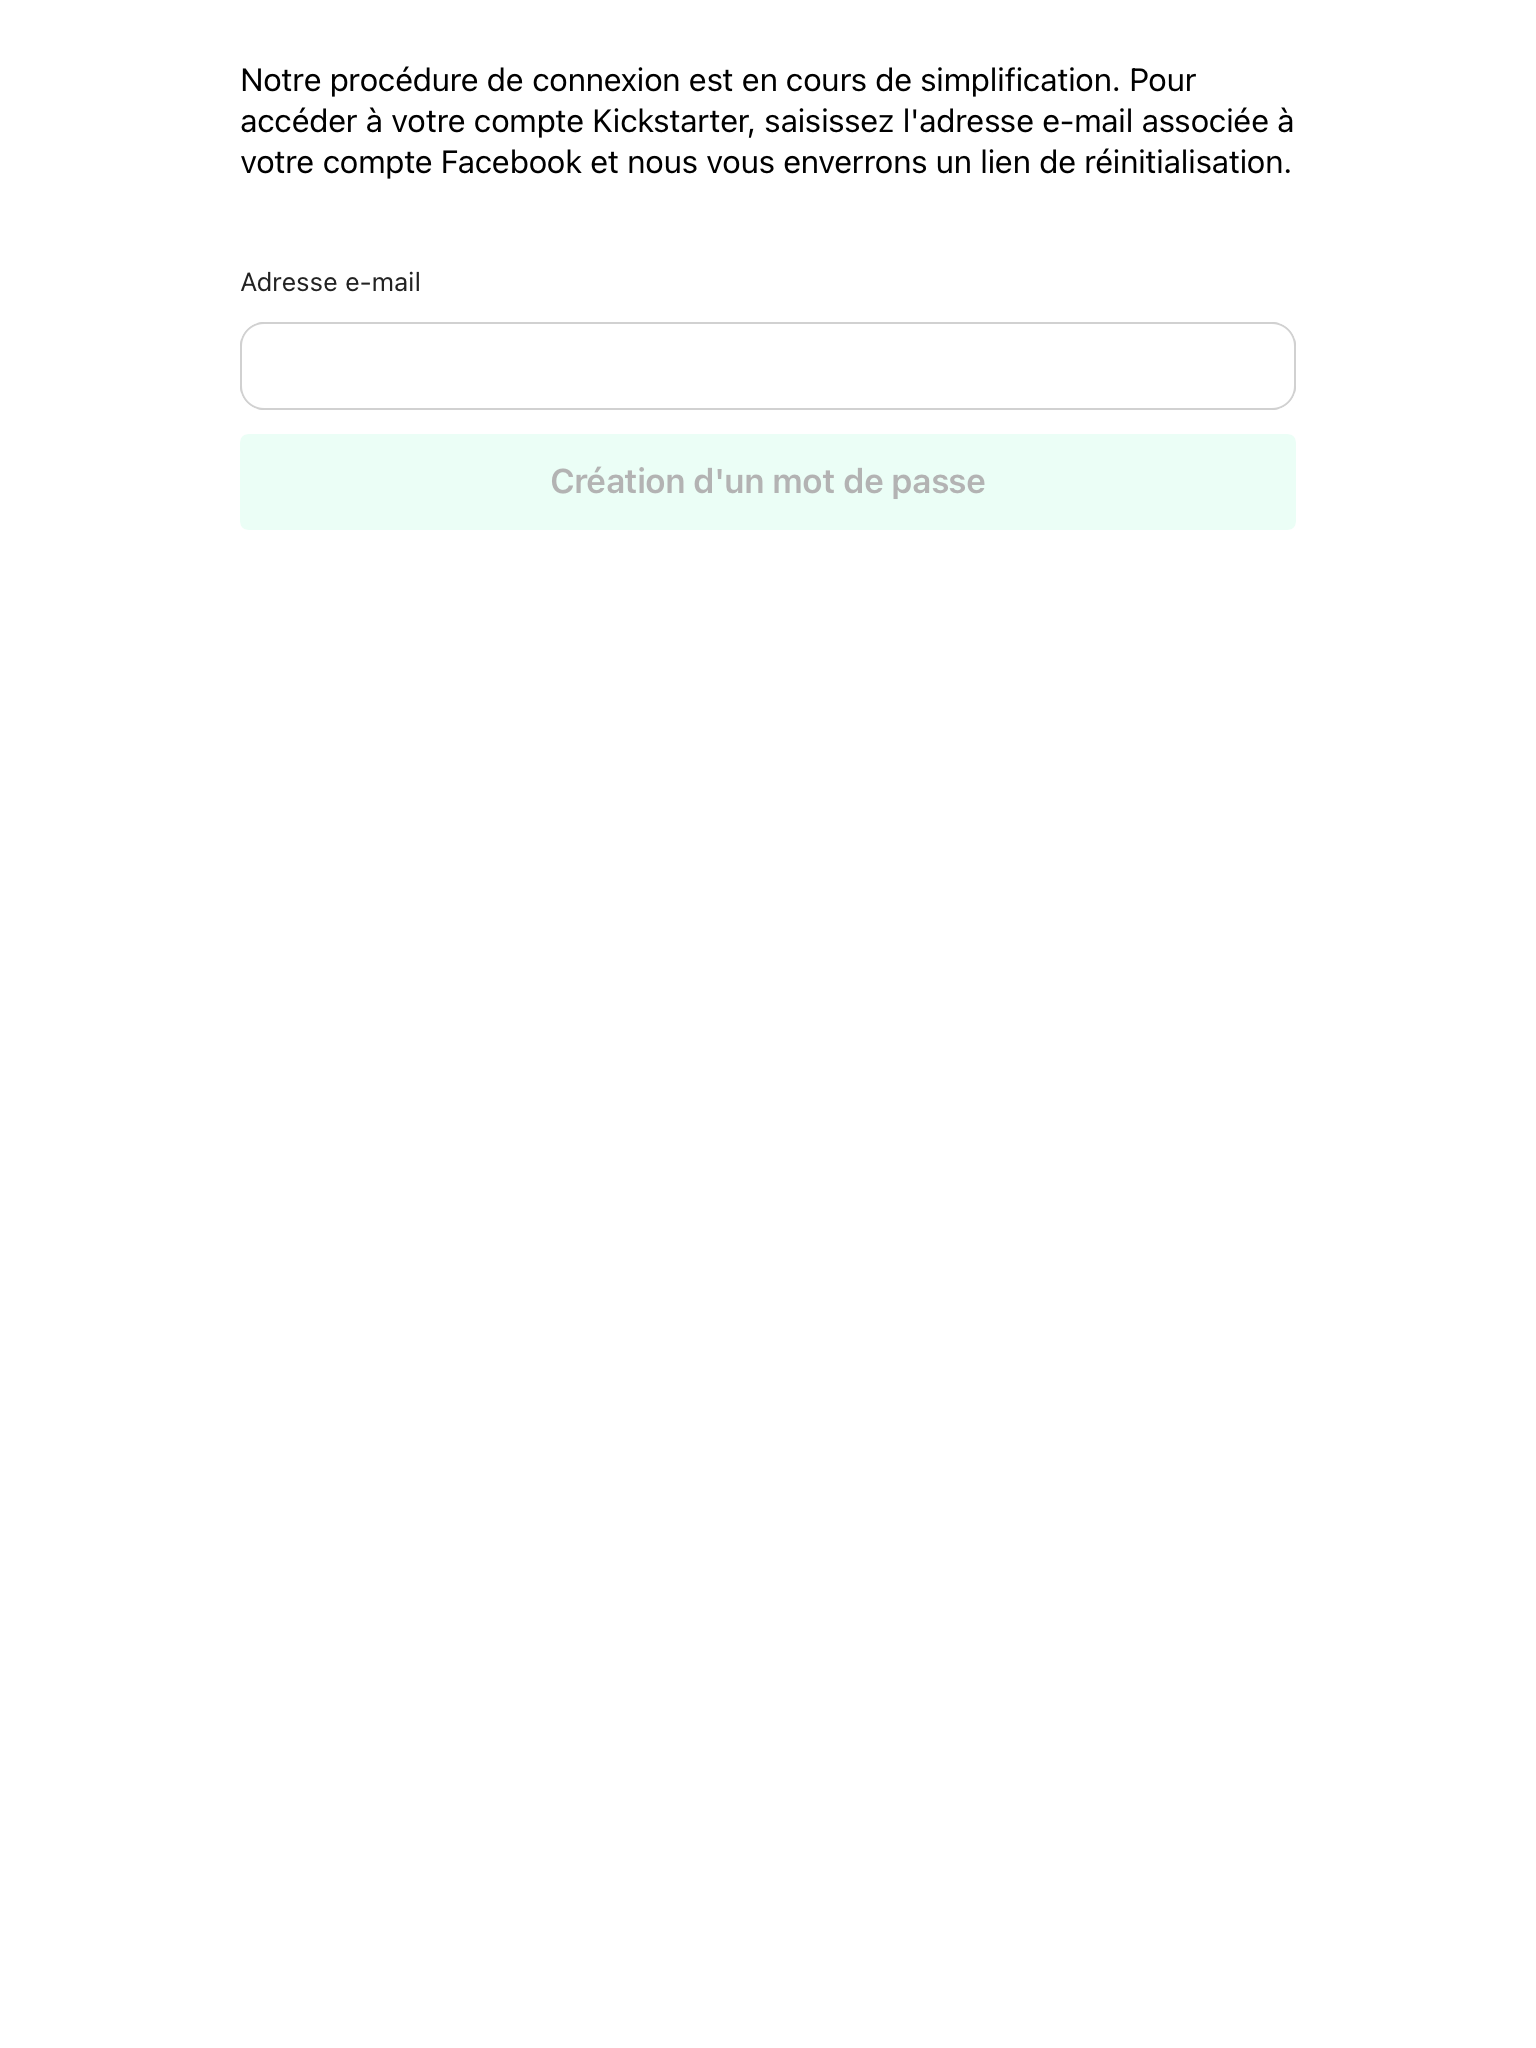 Notre procédure de connexion est en cours de simplification. Pour
accéder à votre compte Kickstarter, saisissez l'adresse e-mail associée à
votre compte Facebook et nous vous enverrons un lien de réinitialisation.
Adresse e-mail
Création d'un mot de passe